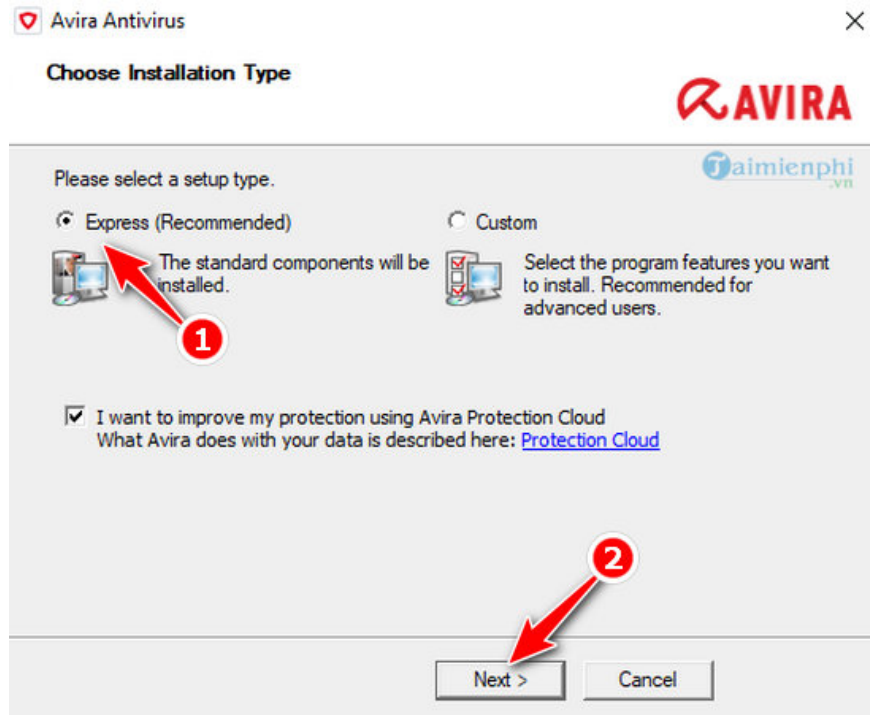 Avira Antivirus
Choose Installation Type
AVIRA
Taimienphi
.vn
Please select a setup type.
Express (Recommended)
Custom
The standard components will be
installed.
Select the program features you want
to install. Recommended for
advanced users.
1
I want to improve my protection using Avira Protection Cloud
What Avira does with your data is described here: Protection Cloud
2
Next >
Cancel